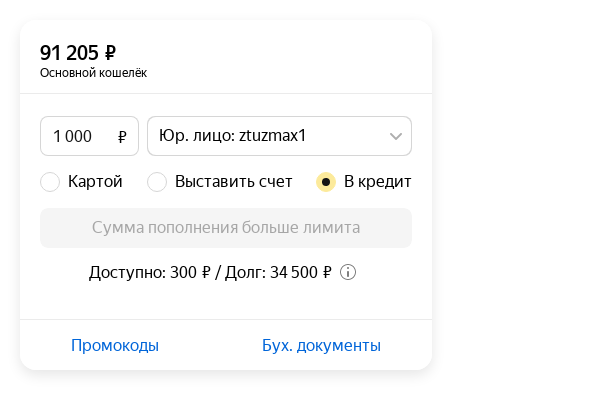 91 205 ₽
Основной кошелёк
1 000 ₽ Юр. лицо: ztuzmax1
Картой Выставить счет В кредит
Сумма пополнения больше лимита
Доступно: 300 ₽ / Долг: 34 500 ₽
Промокоды Бух. документы